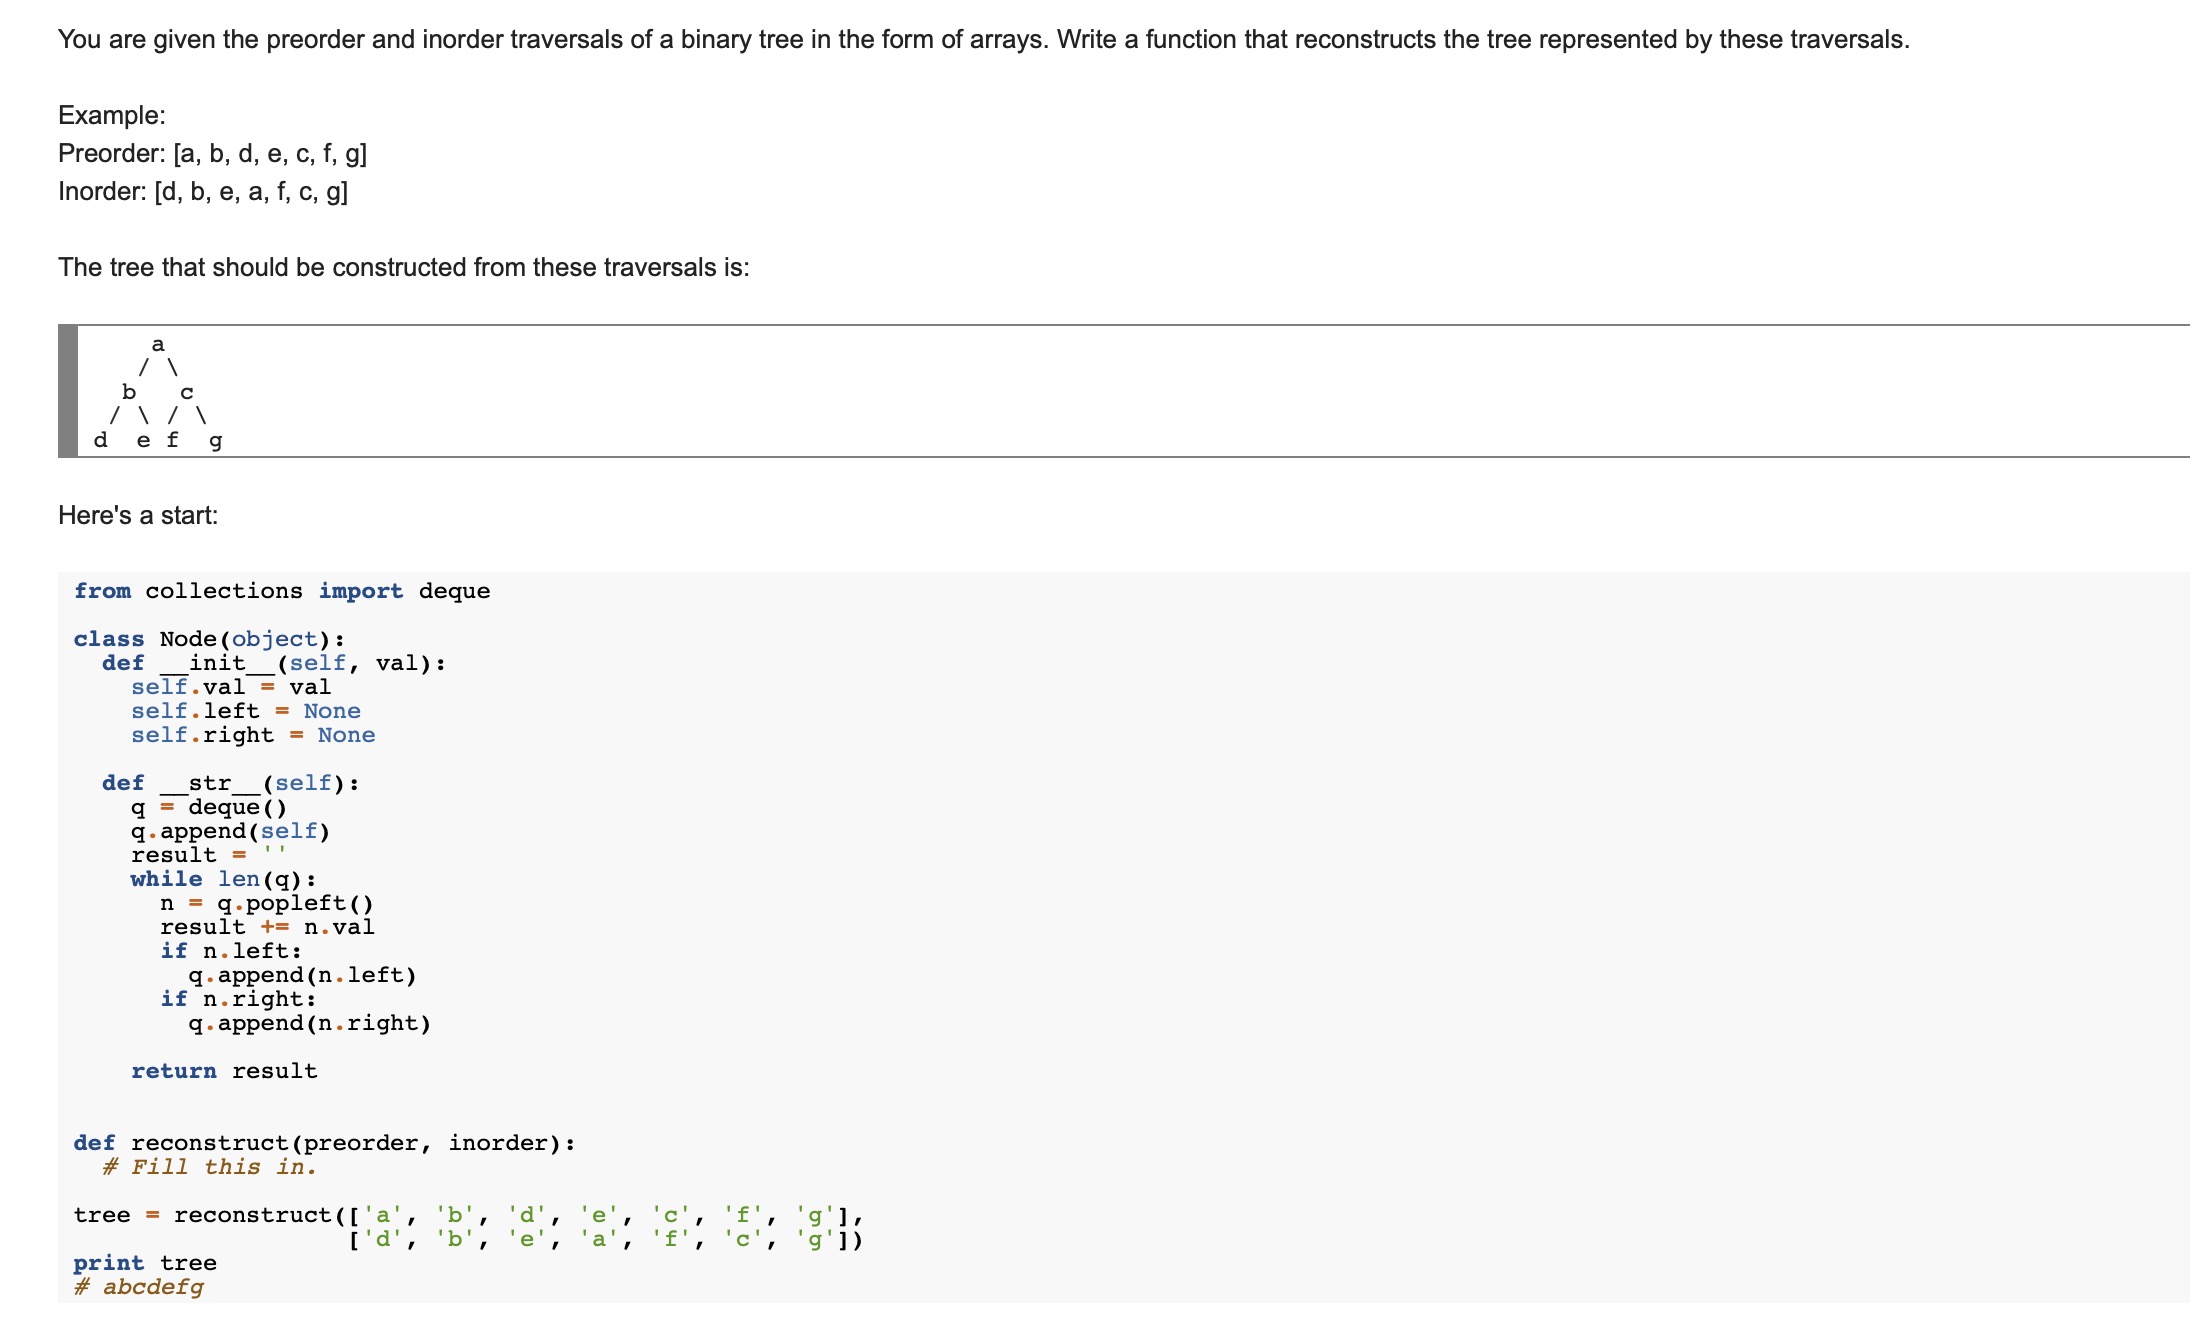 You are given the preorder and inorder traversals of a binary tree in the form of arrays. Write a function that reconstructs the tree represented by these traversals.
Example:
Preorder: [a, b, d, e, c, f, g]
Inorder: [d, b, e, a, f, c, g]
The tree that should be constructed from these traversals is:
    a
   / \
  b   c
 / \ / \
d  e f  g
Here's a start:
from collections import deque
class Node(object):
  def __init__(self, val):
    self.val = val
    self.left = None
    self.right = None
  def __str__(self):
    q = deque()
    q.append(self)
    result = ''
    while len(q):
      n = q.popleft()
      result += n.val
      if n.left:
        q.append(n.left)
      if n.right:
        q.append(n.right)
    return result
def reconstruct(preorder, inorder):
  # Fill this in.
tree = reconstruct(['a', 'b', 'd', 'e', 'c', 'f', 'g'],
                   ['d', 'b', 'e', 'a', 'f', 'c', 'g'])
print tree
# abcdefg